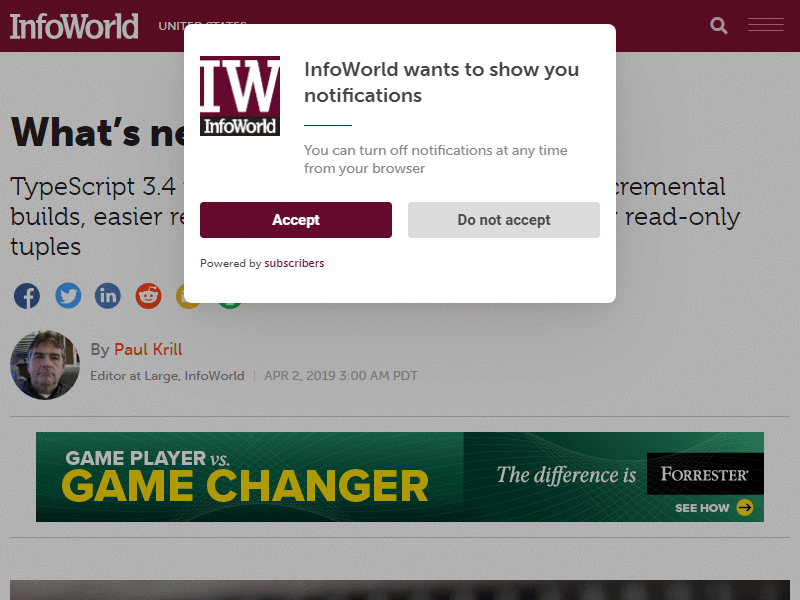 InfoWorld
UNITED STATES
IW
InfoWorld
InfoWorld wants to show you
notifications
You can turn off notifications at any time
from your browser
Accept
Do not accept
Powered by subscribers
What's ne
TypeScript 3.4
cremental
builds, easier re
read-only
tuples
By Paul Krill
Editor at Large, InfoWorld | APR 2, 2019 3:00 AM PDT
GAME PLAYER vs.
GAME CHANGER
The difference is
FORRESTER®
SEE HOW